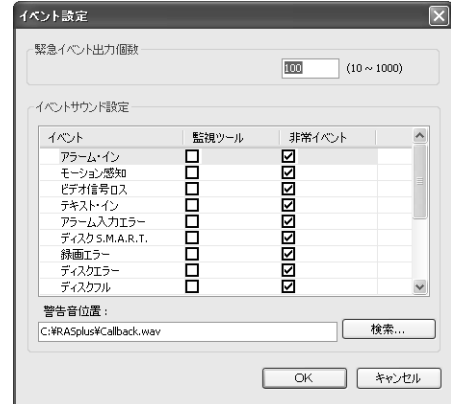 イベント設定
緊急イベント出力個数
100 (10 ~ 1000)
イベントサウンド設定
イベント 監視ツール 非常イベント
アラーム・イン
モーション感知
ビデオ信号ロス
テキスト・イン
アラーム入力エラー
ディスク S.M.A.R.T.
録画エラー
ディスクエラー
ディスクフル
警告音位置 :
C:¥RASplus¥Callback.wav 検索...
OK キャンセル